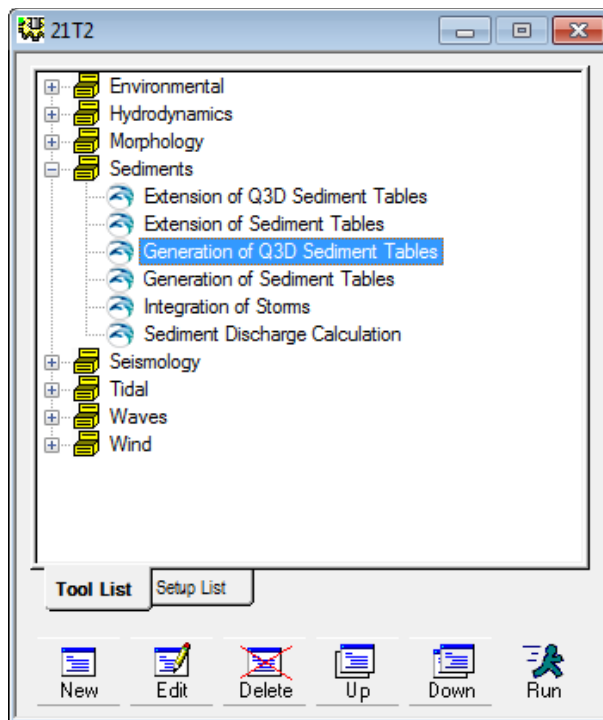 21T2
Environmental
Hydrodynamics
Morphology
Sediments
Extension of Q3D Sediment Tables
Extension of Sediment Tables
Generation of Q3D Sediment Tables
Generation of Sediment Tables
Integration of Storms
Sediment Discharge Calculation
Seismology
Tidal
Waves
Wind
Tool List Setup List
New Edit Delete Up Down Run